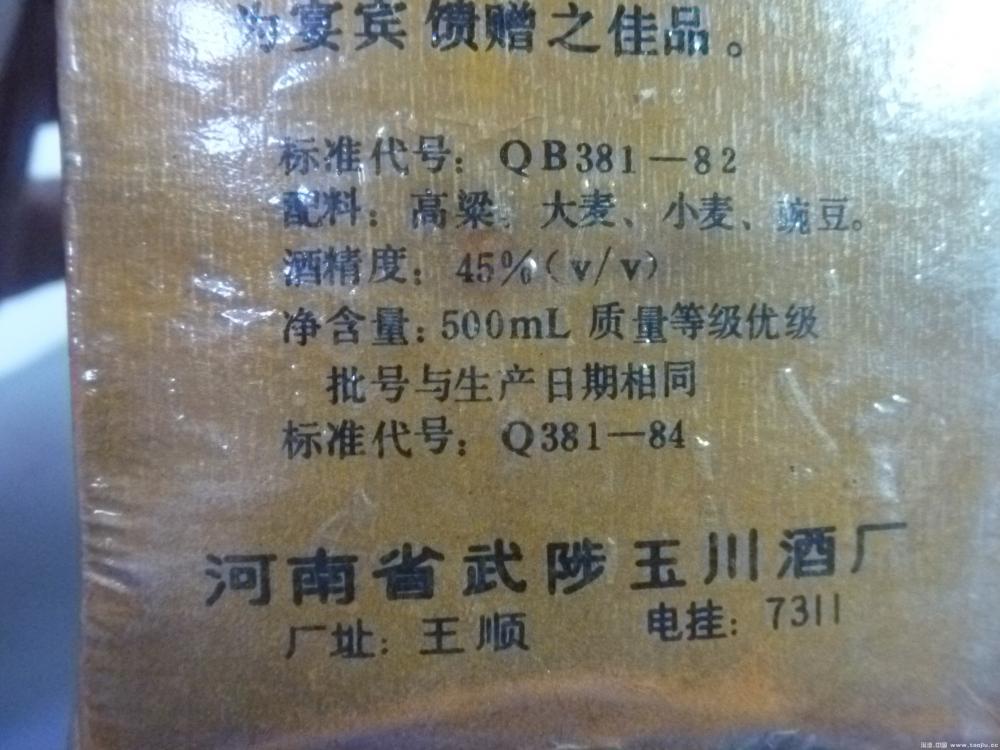 为宴宾馈赠之佳品。
标准代号：QB381—82
配料：高粱、大麦、小麦、豌豆。
酒精度：45%(v/v)
净含量：500mL 质量等级优级
批号与生产日期相同
标准代号：Q381—84
河南省武陟玉川酒厂
厂址：王顺 电挂：7311
www.taojiu.cc